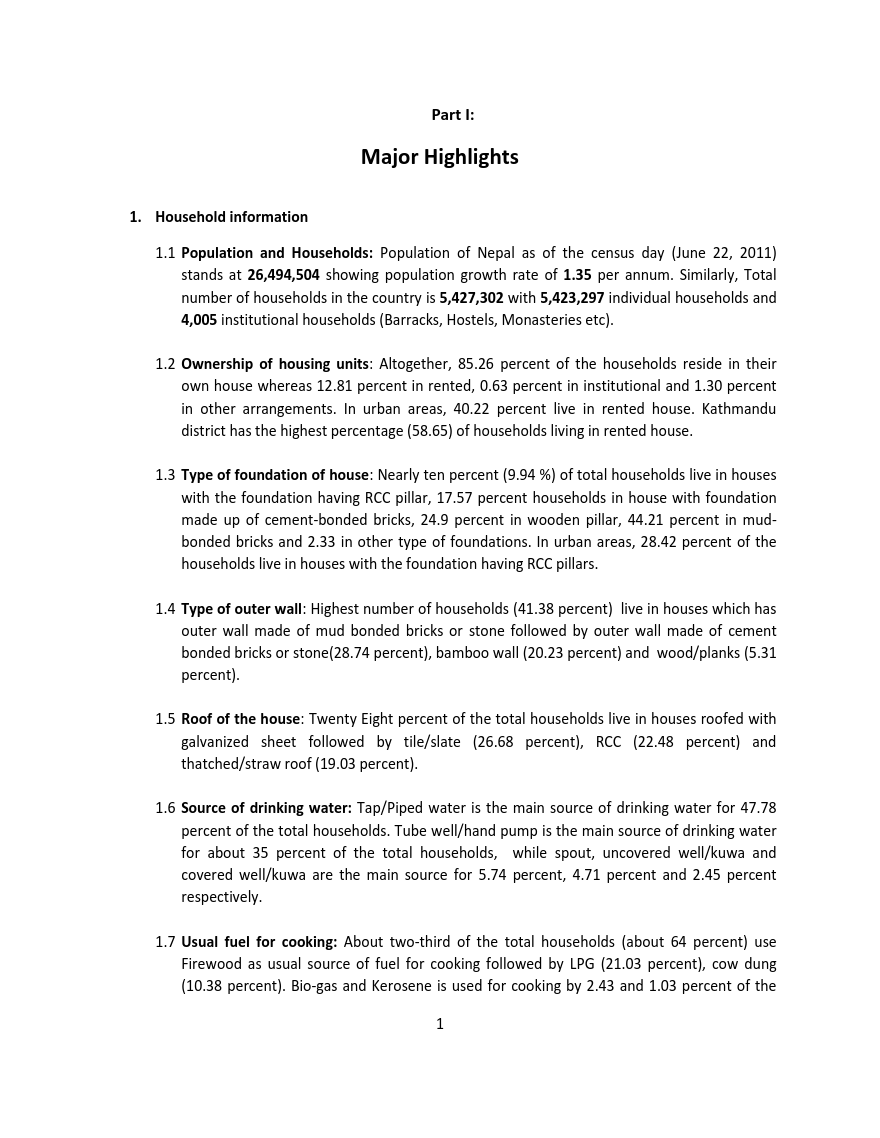 Part I:
Major Highlights
1. Household information
1.1 Population and Households: Population of Nepal as of the census day (June 22, 2011)
stands at 26,494,504 showing population growth rate of 1.35 per annum. Similarly, Total
number of households in the country is 5,427,302 with 5,423,297 individual households and
4,005 institutional households (Barracks, Hostels, Monasteries etc).
1.2 Ownership of housing units: Altogether, 85.26 percent of the households reside in their
own house whereas 12.81 percent in rented, 0.63 percent in institutional and 1.30 percent
in other arrangements. In urban areas, 40.22 percent live in rented house. Kathmandu
district has the highest percentage (58.65) of households living in rented house.
1.3 Type of foundation of house: Nearly ten percent (9.94 %) of total households live in houses
with the foundation having RCC pillar, 17.57 percent households in house with foundation
made up of cement-bonded bricks, 24.9 percent in wooden pillar, 44.21 percent in mud-
bonded bricks and 2.33 in other type of foundations. In urban areas, 28.42 percent of the
households live in houses with the foundation having RCC pillars.
1.4 Type of outer wall: Highest number of households (41.38 percent)  live in houses which has
outer wall made of mud bonded bricks or stone followed by outer wall made of cement
bonded bricks or stone(28.74 percent), bamboo wall (20.23 percent) and  wood/planks (5.31
percent).
1.5 Roof of the house: Twenty Eight percent of the total households live in houses roofed with
galvanized sheet followed by tile/slate (26.68 percent), RCC (22.48 percent) and
thatched/straw roof (19.03 percent).
1.6 Source of drinking water: Tap/Piped water is the main source of drinking water for 47.78
percent of the total households. Tube well/hand pump is the main source of drinking water
for about 35 percent of the total households,  while spout, uncovered well/kuwa and
covered well/kuwa are the main source for 5.74 percent, 4.71 percent and 2.45 percent
respectively.
1.7 Usual fuel for cooking: About two-third of the total households (about 64 percent) use
Firewood as usual source of fuel for cooking followed by LPG (21.03 percent), cow dung
(10.38 percent). Bio-gas and Kerosene is used for cooking by 2.43 and 1.03 percent of the
1